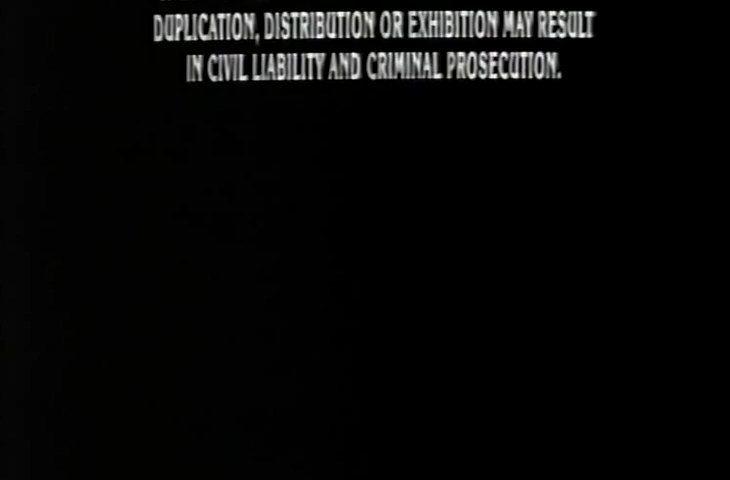 DUPLICATION, DISTRIBUTION OR EXHIBITION MAY RESULT
IN CIVIL LIABILITY AND CRIMINAL PROSECUTION.